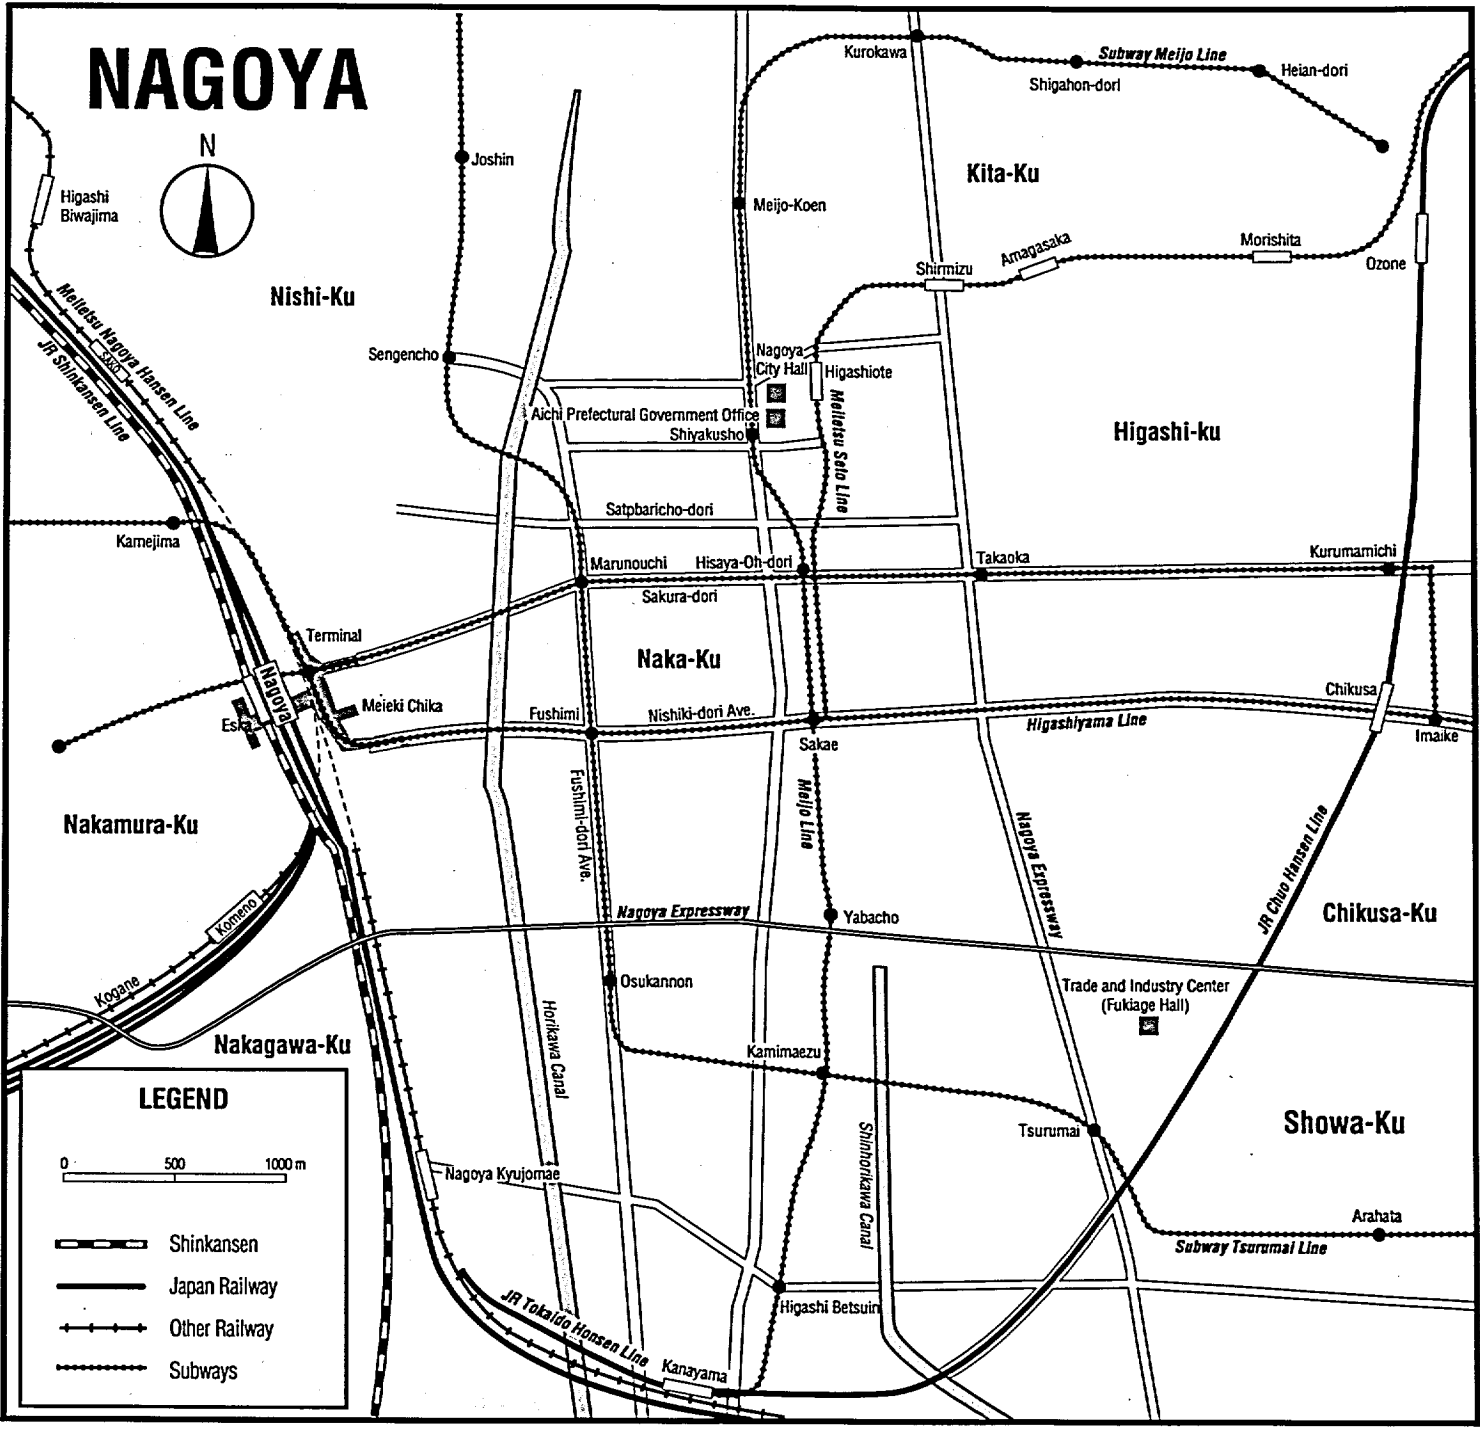 NAGOYA
N
Kurokawa
Subway Meijo Line
Shigahon-dorl
Heian-dori
Joshin
Higashi
Biwajima
Meijo-Koen
Kita-Ku
Nishi-Ku
Shirmizu
Amagasaka
Morishita
Ozone
Meiletsu Nagoya Hansen Line
SAKO
JR Shinkansen Line
Sengencho
Nagoya
City Hall
Higashiote
Aichi Prefectural Government Office
Shiyakusho
Meiletsu Seto Line
Higashi-ku
Satpbaricho-dori
Kamejima
Marunouchi
Hisaya-Oh-dori
Takaoka
Kurumamichi
Sakura-dori
Terminal
Naka-Ku
Nagoya
Meieki Chika
Eska
Fushimi
Nishiki-dori Ave.
Sakae
Higashiyama Line
Chikusa
Imaike
Nakamura-Ku
Fushimi-dori Ave.
Meijo Line
Nagoya Expressway
JR Chuo Hansen Line
Komeno
Nagoya Expressway
Yabacho
Chikusa-Ku
Kogane
Osukannon
Trade and Industry Center
(Fukiage Hall)
Nakagawa-Ku
Horikawa Canal
Kamimaezu
Tsurumai
Showa-Ku
Shinhorikawa Canal
Nagoya Kyujomae
Arahata
Subway Tsurumai Line
Higashi Betsuin
JR Tokaido Honsen Line
Kanayama
LEGEND
0 500 1000 m
Shinkansen
Japan Railway
Other Railway
Subways